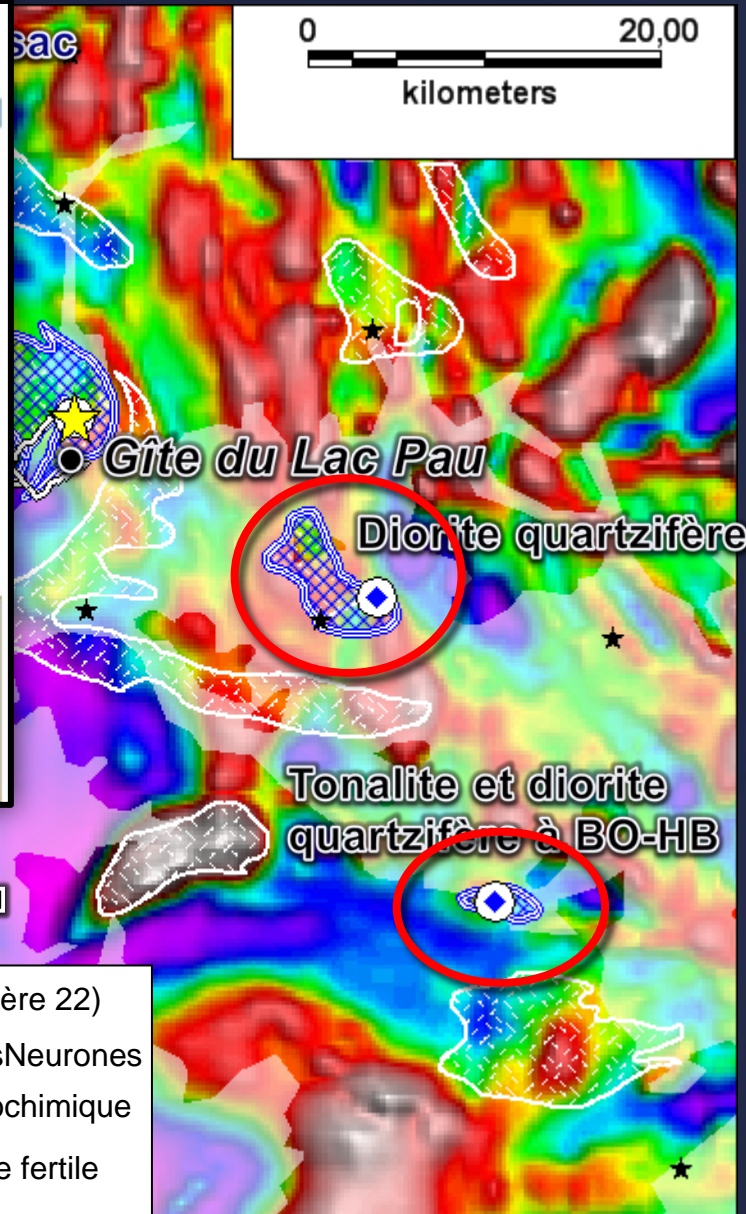 sac
0 20,00
kilometers
Gîte du Lac Pau
Diorite quartzifère
Tonalite et diorite
quartzifère à BO-HB
ère 22)
sNeurones
ochimique
e fertile